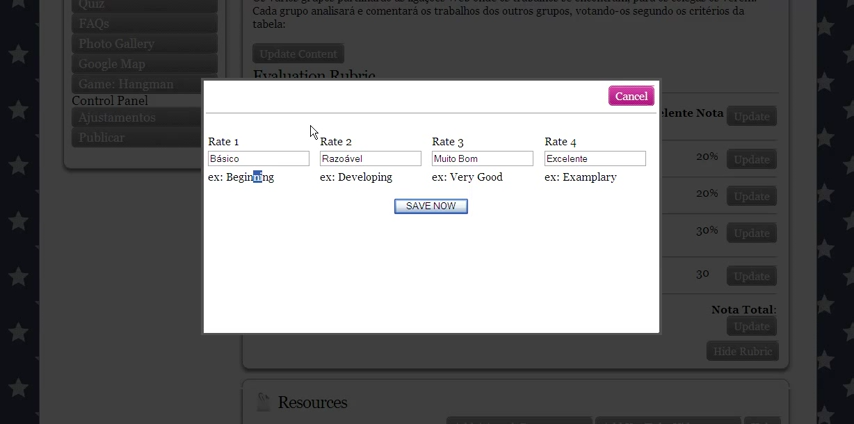 Quiz
FAQs
Photo Gallery
Google Map
Game: Hangman
Control Panel
Ajustamentos
Publicar
Cada grupo analisará e comentará os trabalhos dos outros grupos, votando-os segundo os critérios da
tabela:
Update Content
Evaluation Rubric
Cancel
Rate 1 Rate 2 Rate 3 Rate 4
Básico Razoável Muito Bom Excelente
ex: Beginning ex: Developing ex: Very Good ex: Examplary
SAVE NOW
elente Nota Update
20% Update
20% Update
30% Update
30 Update
Nota Total:
Update
Hide Rubric
Resources